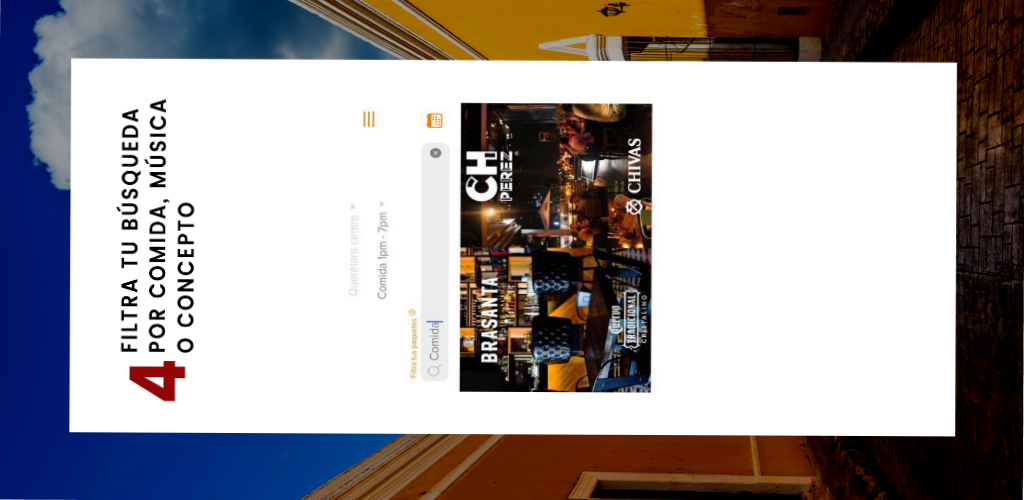 4
FILTRA TU BÚSQUEDA
POR COMIDA, MÚSICA
O CONCEPTO
Querétaro centro
Comida 1pm - 7pm
Filtra tus paquetes
Comida
BRASANTA
CH
PEREZ
CUERVO
TRADICIONAL
CRISTALINO
CHIVAS